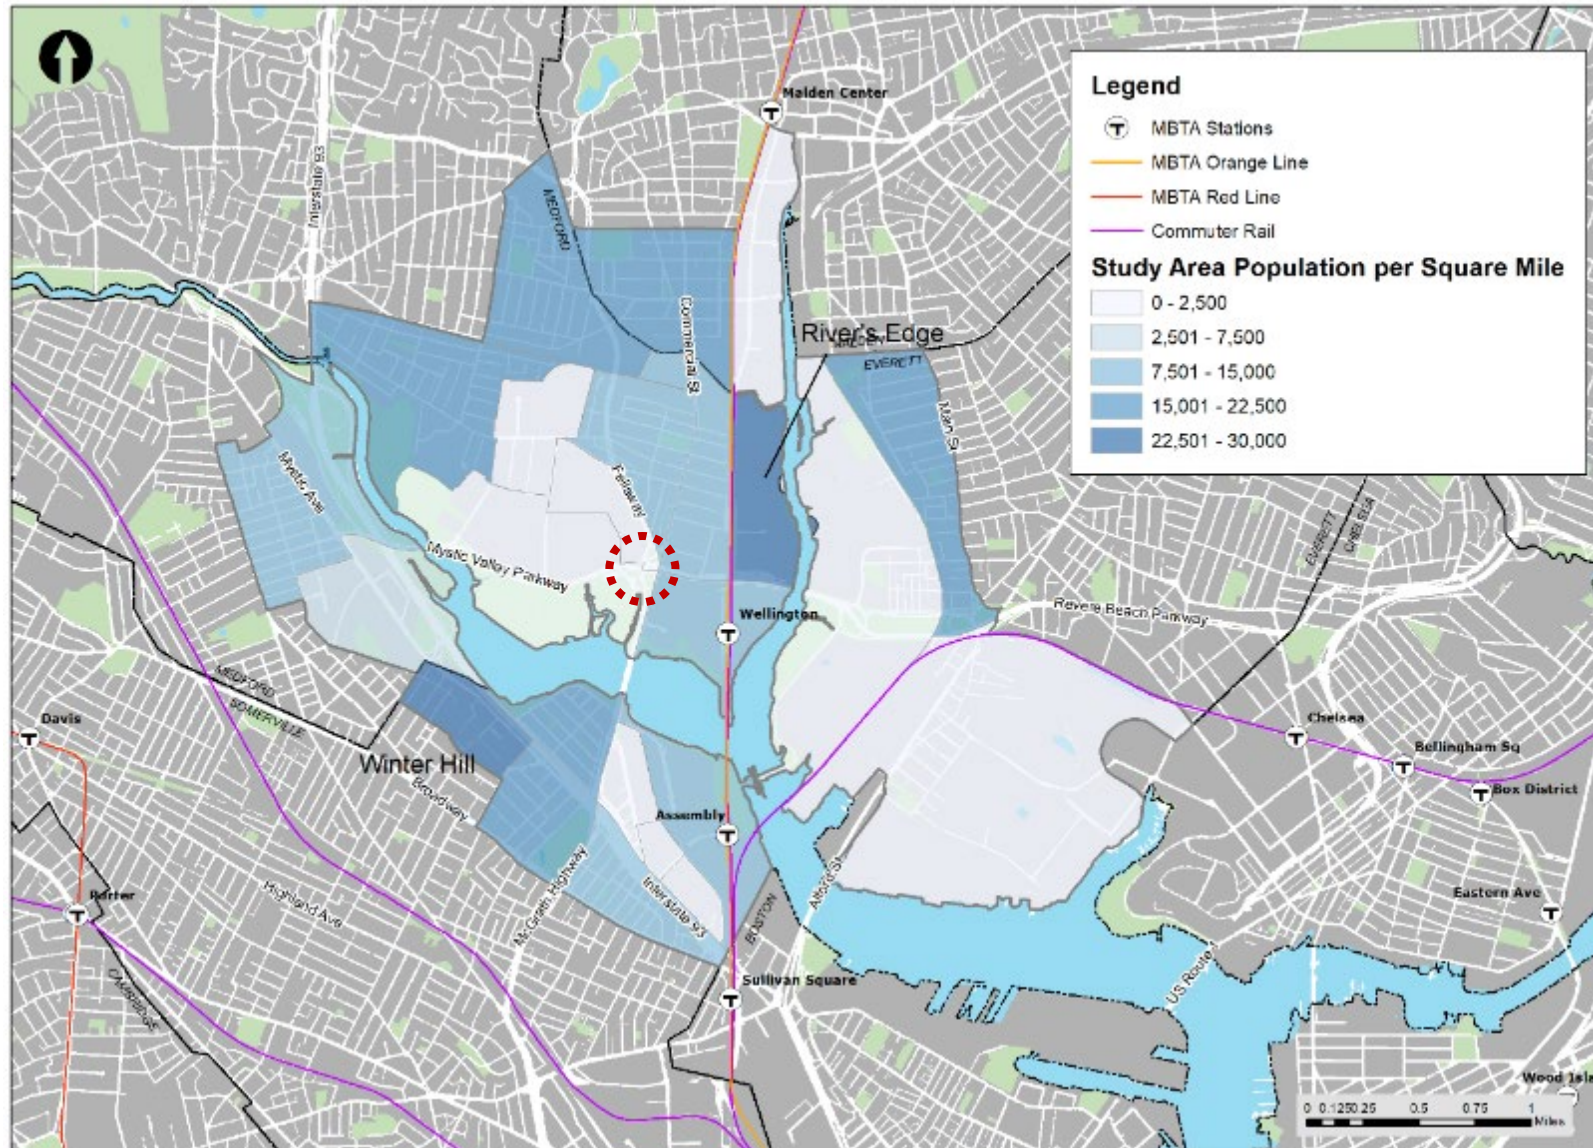 Malden Center
Legend
MBTA Stations
MBTA Orange Line
MBTA Red Line
Commuter Rail
Study Area Population per Square Mile
0 - 2,500
2,501 - 7,500
7,501 - 15,000
15,001 - 22,500
22,501 - 30,000
Interstate 93
MEDFORD
Commercial St
River's Edge
EVERETT
Main St
Mystic Ave
Fellsway
Mystic Valley Parkway
EVERETT
CHELSEA
Wellington
Revere Beach Parkway
MEDFORD
SOMERVILLE
Davis
Winter Hill
Broadway
Assembly
Chelsea
Bellingham Sq
Box District
McGrath Highway
Interstate 93
Alford St
Highland Ave
Porter
Eastern Ave
BOSTON
CAMBRIDGE
Sullivan Square
US Route 1
Wood Isla
0 0.1250.25 0.5 0.75 1
Miles